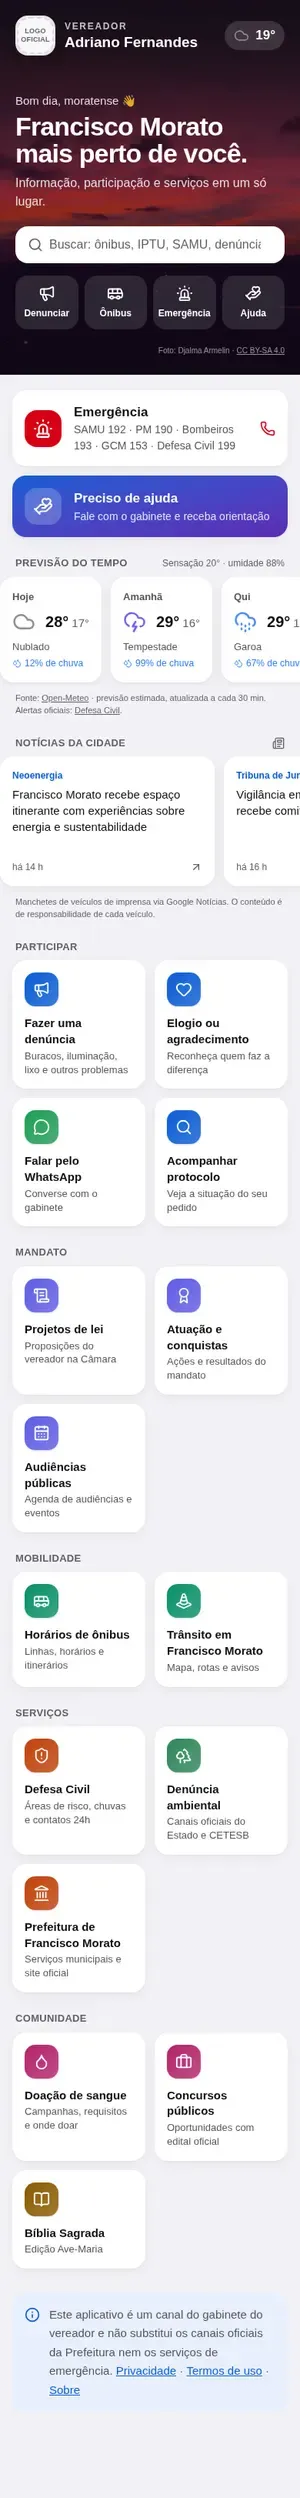 LOGO
OFICIAL
VEREADOR
Adriano Fernandes
19°
Bom dia, moratense 👋
Francisco Morato
mais perto de você.
Informação, participação e serviços em um só
lugar.
Buscar: ônibus, IPTU, SAMU, denúncia
Denunciar
Ônibus
Emergência
Ajuda
Foto: Djalma Armelin · CC BY-SA 4.0
Emergência
SAMU 192 · PM 190 · Bombeiros
193 · GCM 153 · Defesa Civil 199
Preciso de ajuda
Fale com o gabinete e receba orientação
PREVISÃO DO TEMPO
Sensação 20° · umidade 88%
Hoje
28° 17°
Nublado
12% de chuva
Amanhã
29° 16°
Tempestade
99% de chuva
Qui
29° 1
Garoa
67% de chuv
Fonte: Open-Meteo · previsão estimada, atualizada a cada 30 min.
Alertas oficiais: Defesa Civil.
NOTÍCIAS DA CIDADE
Neoenergia
Francisco Morato recebe espaço
itinerante com experiências sobre
energia e sustentabilidade
há 14 h
Tribuna de Jun
Vigilância em
recebe comi
há 16 h
Manchetes de veículos de imprensa via Google Notícias. O conteúdo é
de responsabilidade de cada veículo.
PARTICIPAR
Fazer uma
denúncia
Buracos, iluminação,
lixo e outros problemas
Elogio ou
agradecimento
Reconheça quem faz a
diferença
Falar pelo
WhatsApp
Converse com o
gabinete
Acompanhar
protocolo
Veja a situação do seu
pedido
MANDATO
Projetos de lei
Proposições do
vereador na Câmara
Atuação e
conquistas
Ações e resultados do
mandato
Audiências
públicas
Agenda de audiências e
eventos
MOBILIDADE
Horários de ônibus
Linhas, horários e
itinerários
Trânsito em
Francisco Morato
Mapa, rotas e avisos
SERVIÇOS
Defesa Civil
Áreas de risco, chuvas
e contatos 24h
Denúncia
ambiental
Canais oficiais do
Estado e CETESB
Prefeitura de
Francisco Morato
Serviços municipais e
site oficial
COMUNIDADE
Doação de sangue
Campanhas, requisitos
e onde doar
Concursos
públicos
Oportunidades com
edital oficial
Bíblia Sagrada
Edição Ave-Maria
Este aplicativo é um canal do gabinete do
vereador e não substitui os canais oficiais
da Prefeitura nem os serviços de
emergência. Privacidade · Termos de uso ·
Sobre